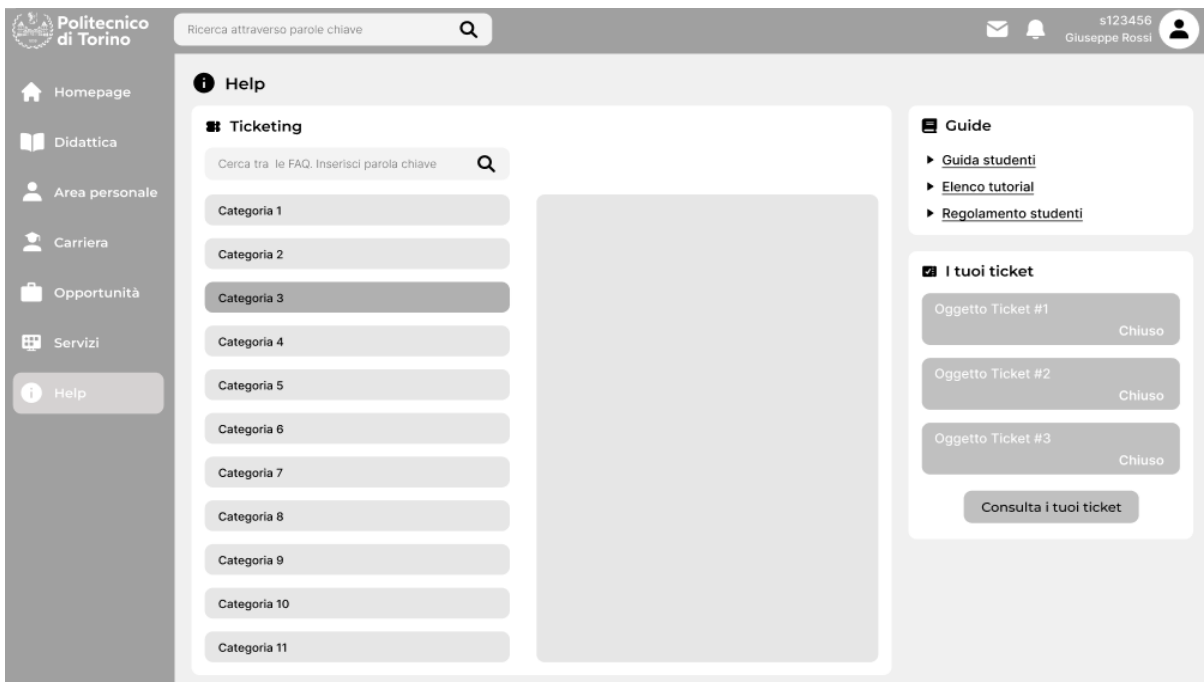 Politecnico
di Torino
Ricerca attraverso parole chiave
s123456
Giuseppe Rossi
Homepage
Didattica
Area personale
Carriera
Opportunità
Servizi
Help
Help
Ticketing
Cerca tra le FAQ. Inserisci parola chiave
Categoria 1
Categoria 2
Categoria 3
Categoria 4
Categoria 5
Categoria 6
Categoria 7
Categoria 8
Categoria 9
Categoria 10
Categoria 11
Guide
Guida studenti
Elenco tutorial
Regolamento studenti
I tuoi ticket
Oggetto Ticket #1
Chiuso
Oggetto Ticket #2
Chiuso
Oggetto Ticket #3
Chiuso
Consulta i tuoi ticket